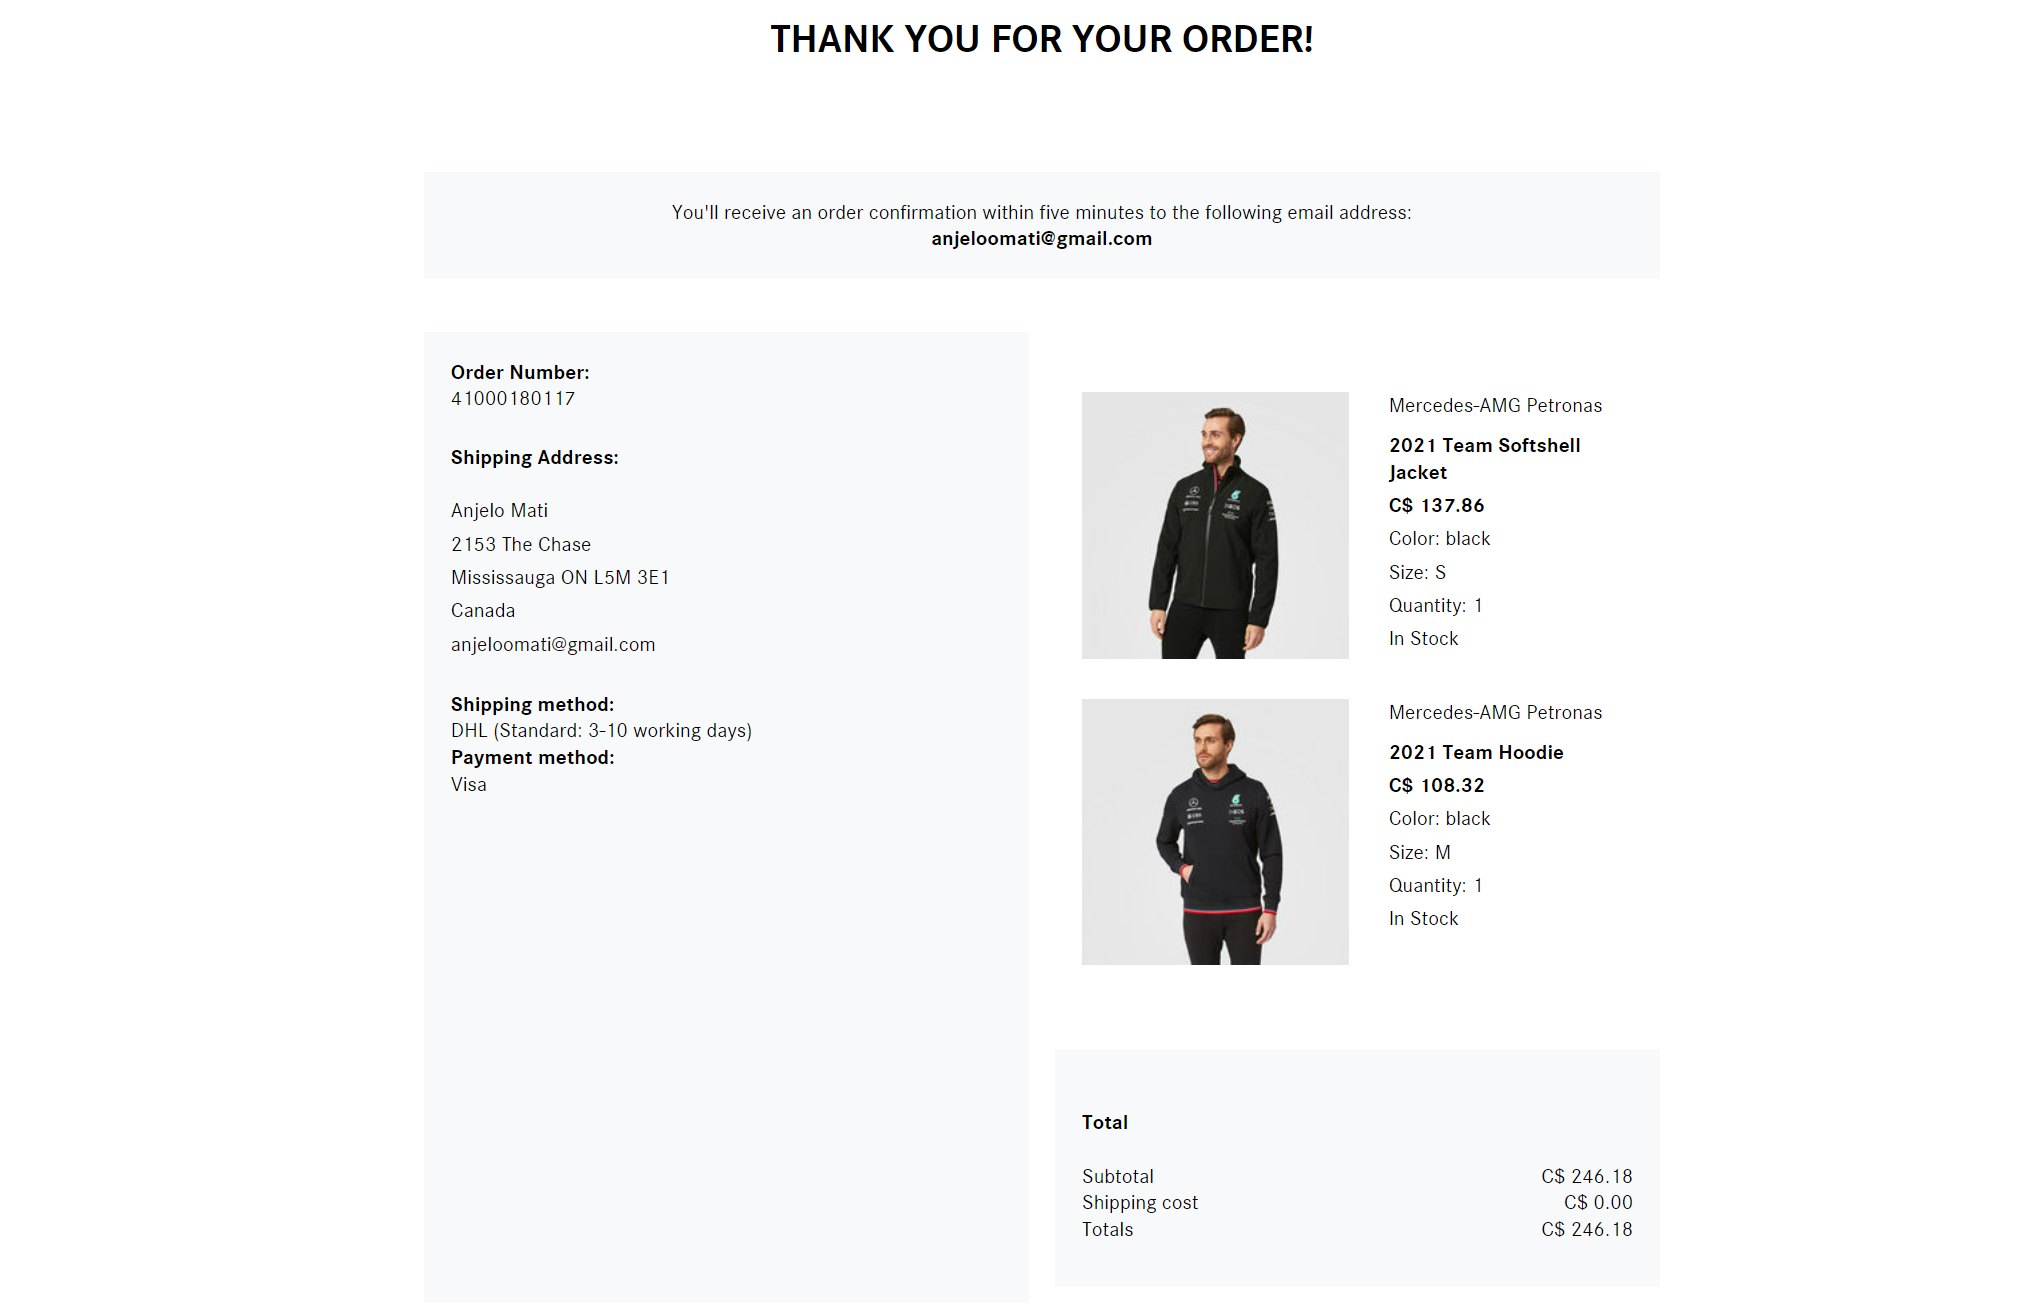 THANK YOU FOR YOUR ORDER!
You'll receive an order confirmation within five minutes to the following email address:
anjeloomati@gmail.com
Order Number:
41000180117
Shipping Address:
Anjelo Mati
2153 The Chase
Mississauga ON L5M 3E1
Canada
anjeloomati@gmail.com
Shipping method:
DHL (Standard: 3-10 working days)
Payment method:
Visa
Mercedes-AMG Petronas
2021 Team Softshell
Jacket
C$ 137.86
Color: black
Size: S
Quantity: 1
In Stock
Mercedes-AMG Petronas
2021 Team Hoodie
C$ 108.32
Color: black
Size: M
Quantity: 1
In Stock
Total
Subtotal C$ 246.18
Shipping cost C$ 0.00
Totals C$ 246.18